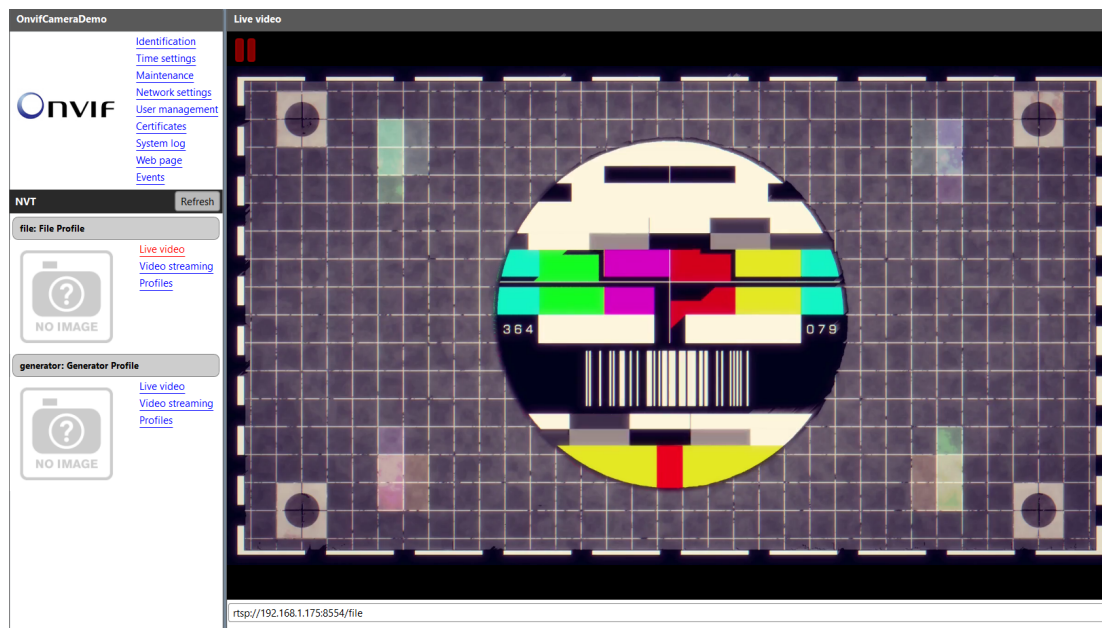 OnvifCameraDemo
Live video
ONVIF
Identification
Time settings
Maintenance
Network settings
User management
Certificates
System log
Web page
Events
NVT
Refresh
file: File Profile
NO IMAGE
Live video
Video streaming
Profiles
generator: Generator Profile
NO IMAGE
Live video
Video streaming
Profiles
364
079
rtsp://192.168.1.175:8554/file